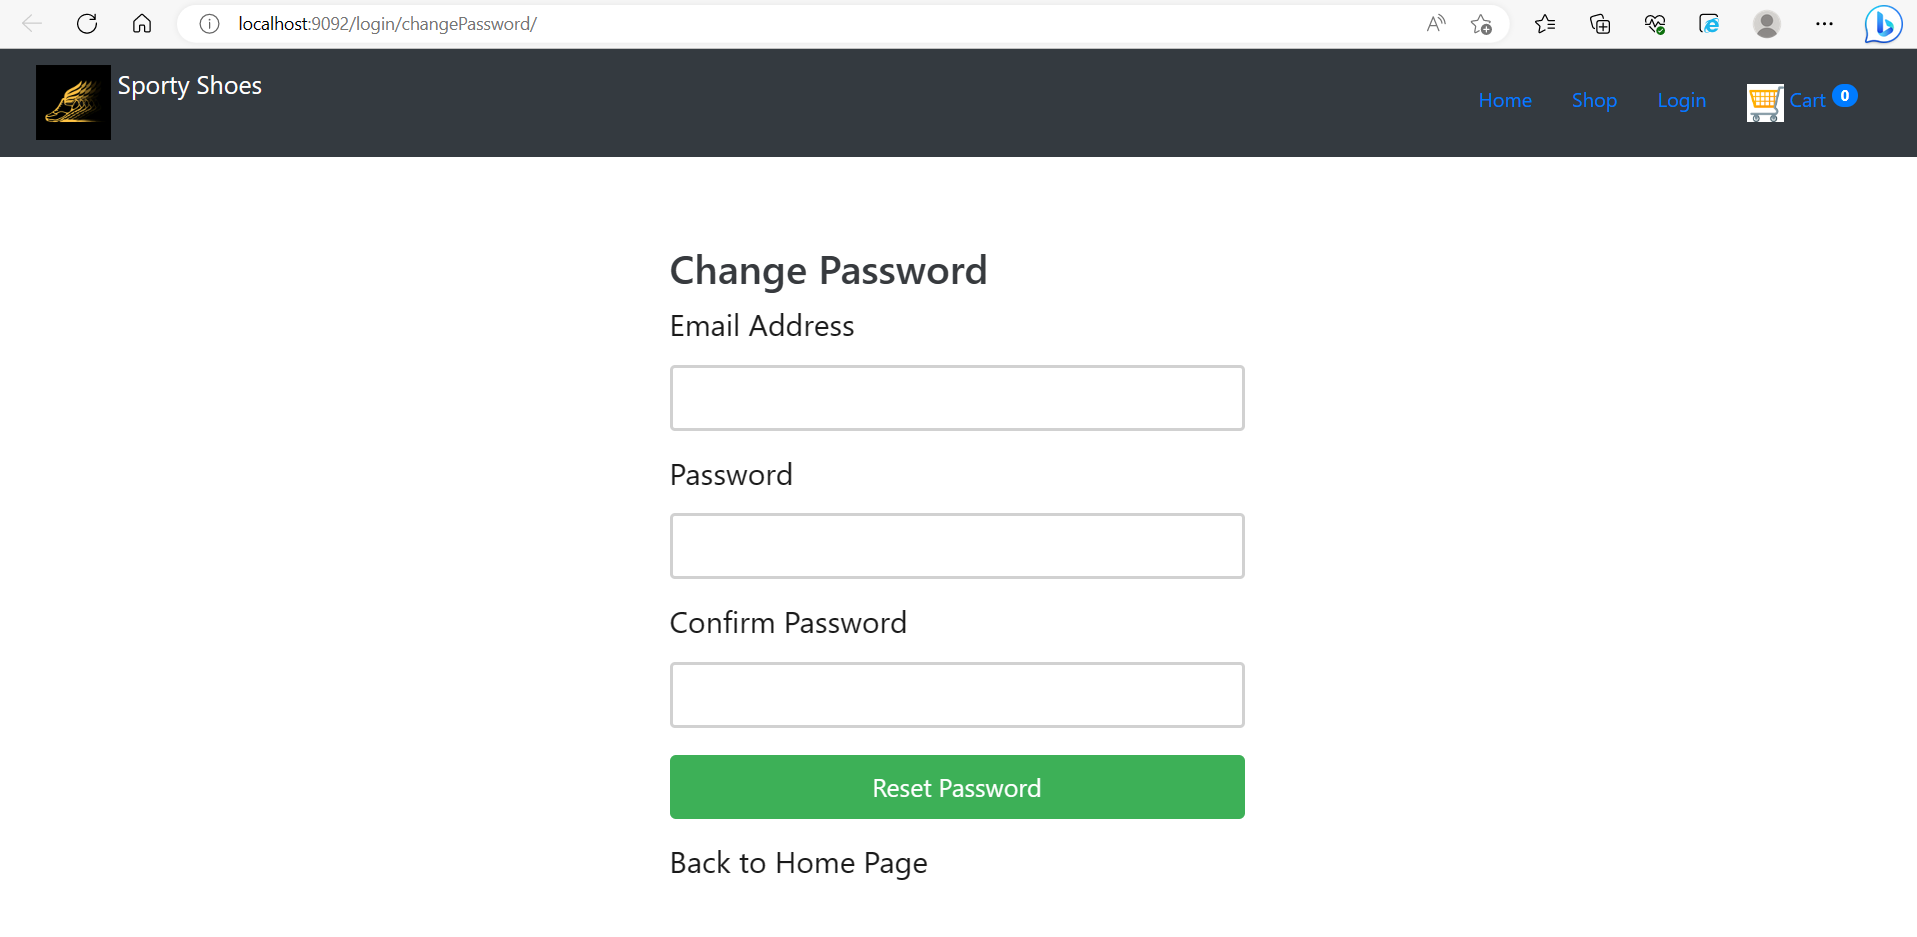 localhost:9092/login/changePassword/
Sporty Shoes
Home Shop Login Cart 0
Change Password
Email Address
Password
Confirm Password
Reset Password
Back to Home Page